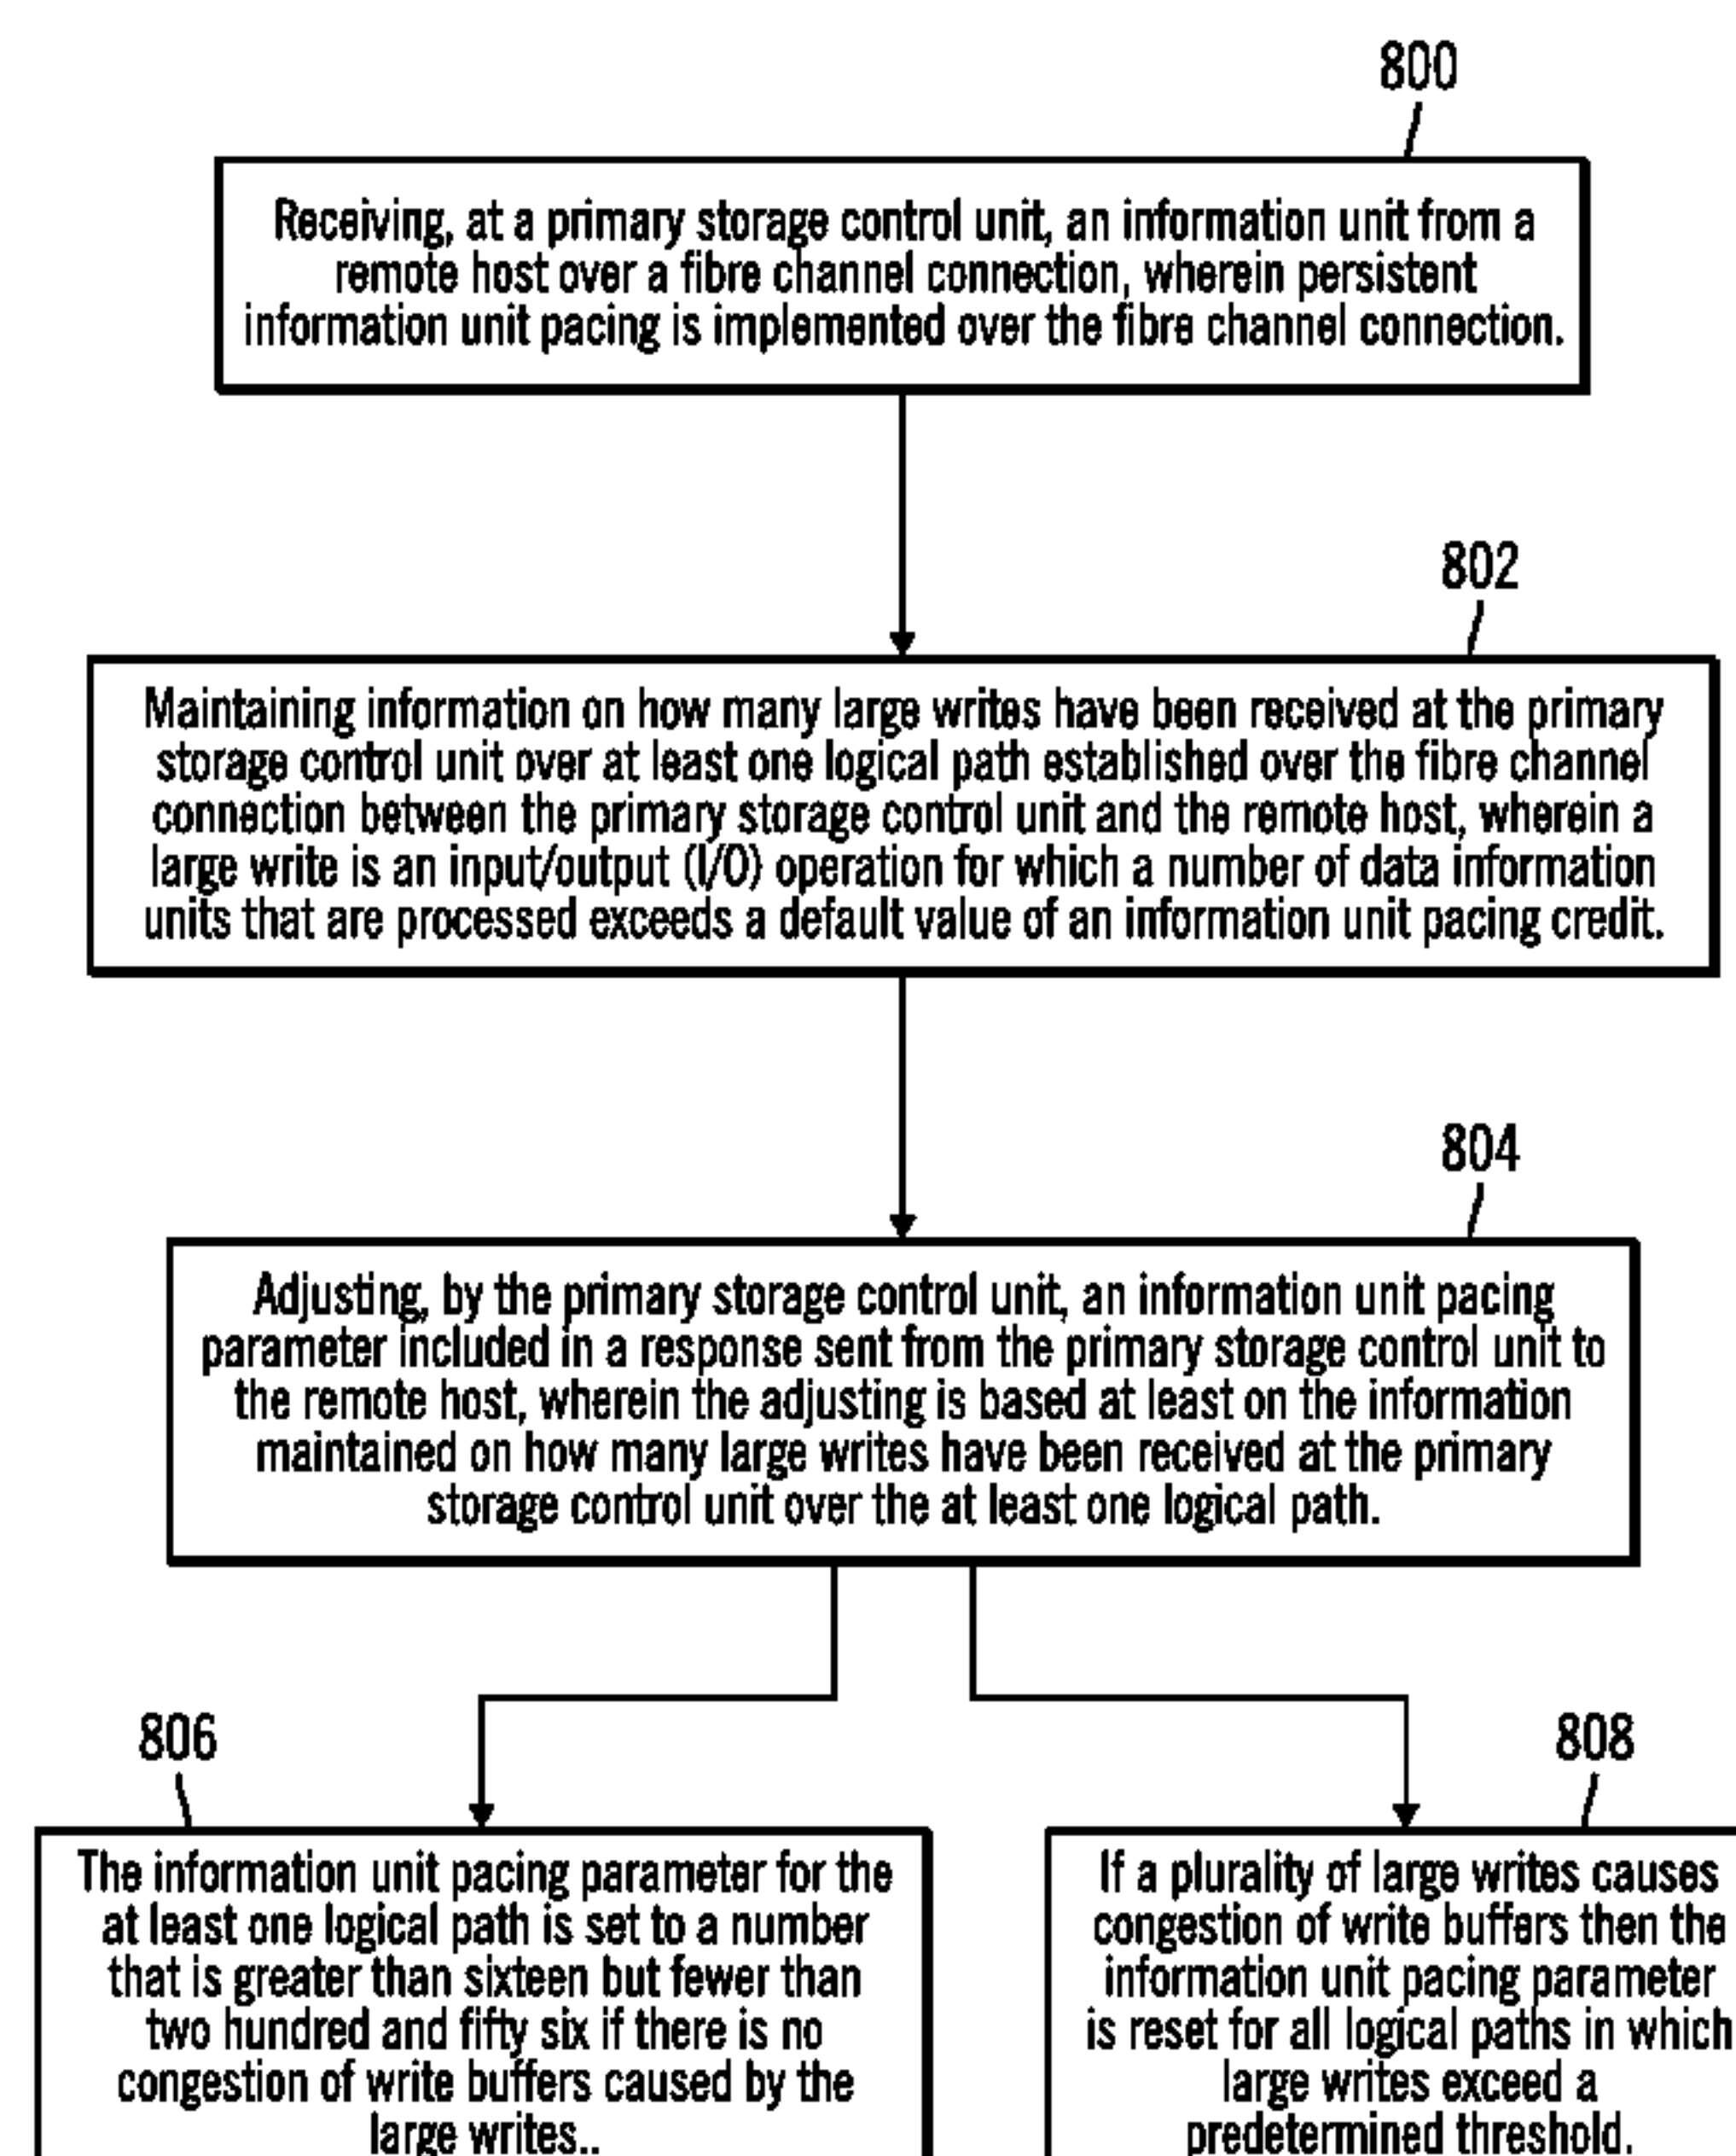 800
Receiving, at a primary storage control unit, an information unit from a
remote host over a fibre channel connection, wherein persistent
information unit pacing is implemented over the fibre channel connection.
802
Maintaining information on how many large writes have been received at the primary
storage control unit over at least one logical path established over the fibre channel
connection between the primary storage control unit and the remote host, wherein a
large write is an input/output (I/O) operation for which a number of data information
units that are processed exceeds a default value of an information unit pacing credit.
804
Adjusting, by the primary storage control unit, an information unit pacing
parameter included in a response sent from the primary storage control unit to
the remote host, wherein the adjusting is based at least on the information
maintained on how many large writes have been received at the primary
storage control unit over the at least one logical path.
806
The information unit pacing parameter for the
at least one logical path is set to a number
that is greater than sixteen but fewer than
two hundred and fifty six if there is no
congestion of write buffers caused by the
large writes..
808
If a plurality of large writes causes
congestion of write buffers then the
information unit pacing parameter
is reset for all logical paths in which
large writes exceed a
predetermined threshold.